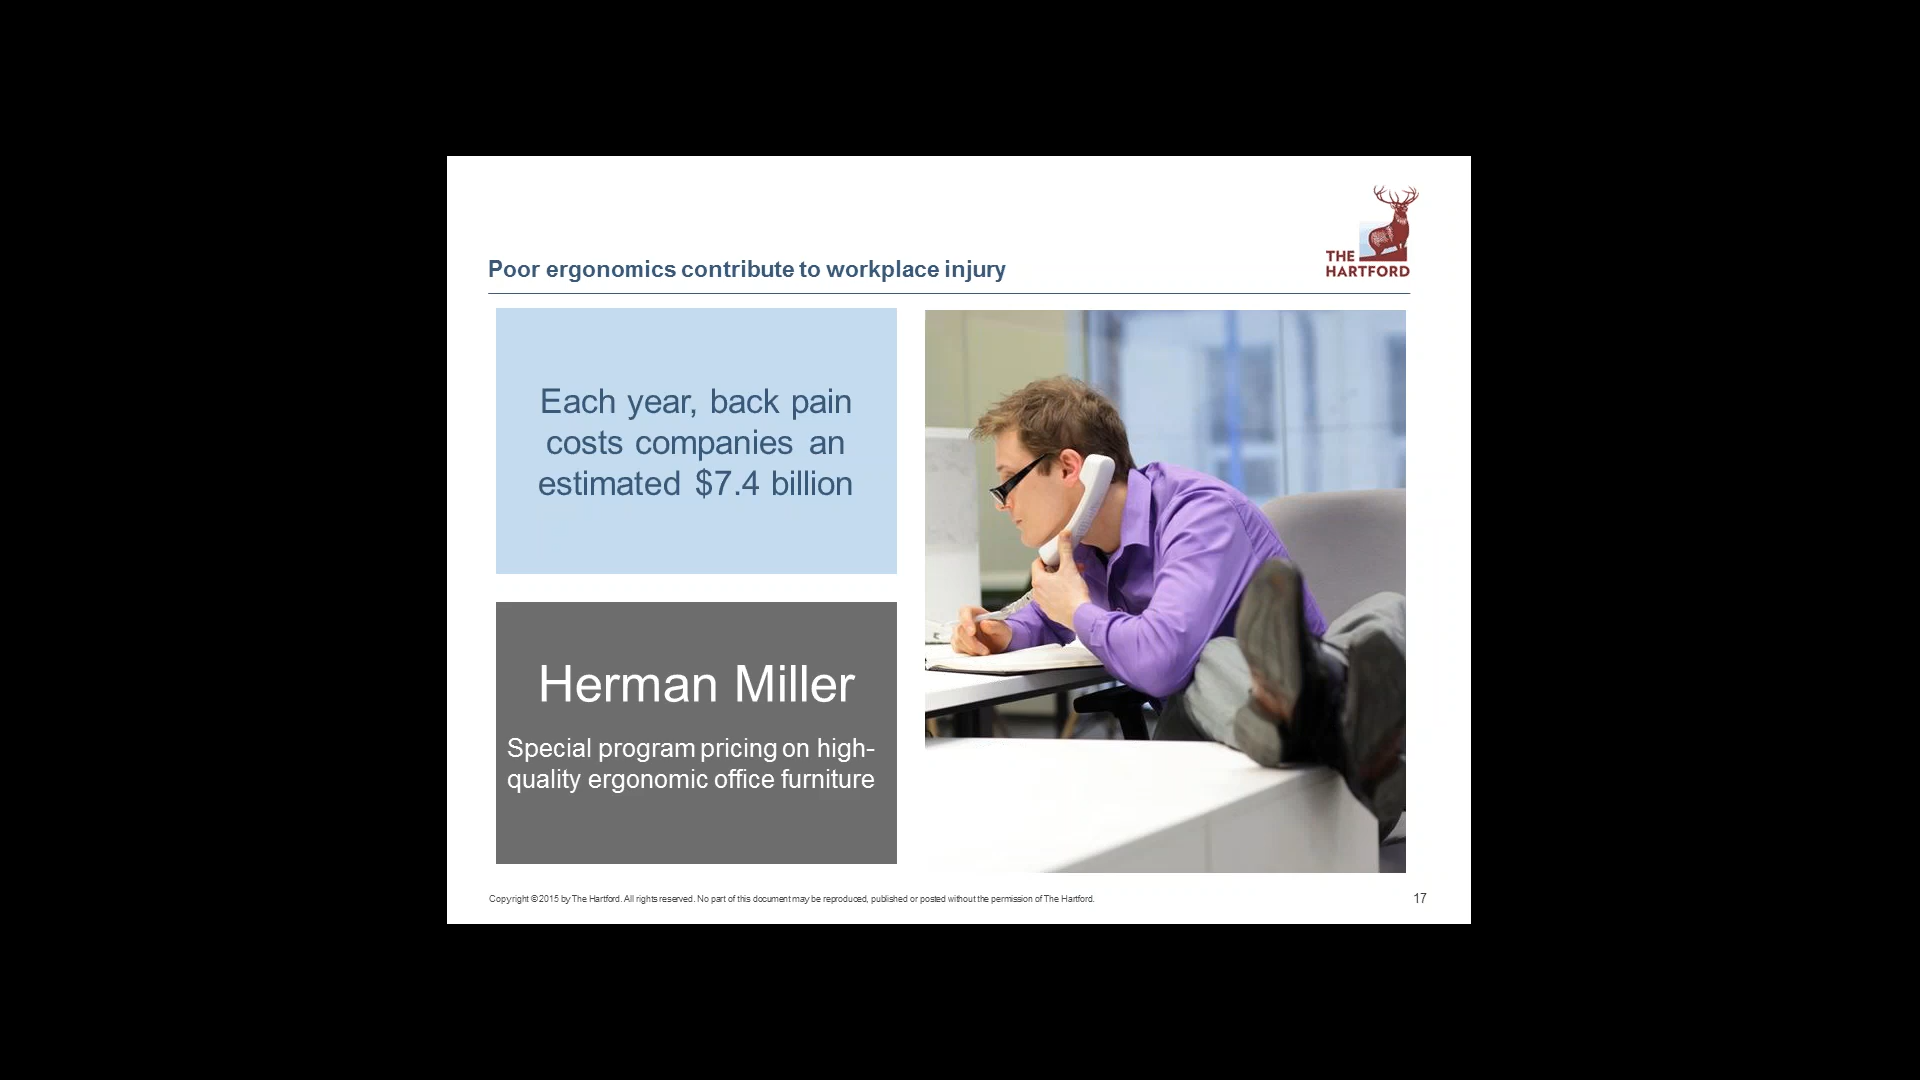 THE
HARTFORD
Poor ergonomics contribute to workplace injury
Each year, back pain
costs companies an
estimated $7.4 billion
Herman Miller
Special program pricing on high-
quality ergonomic office furniture
Copyright © 2015 by The Hartford. All rights reserved. No part of this document may be reproduced, published or posted without the permission of The Hartford.
17